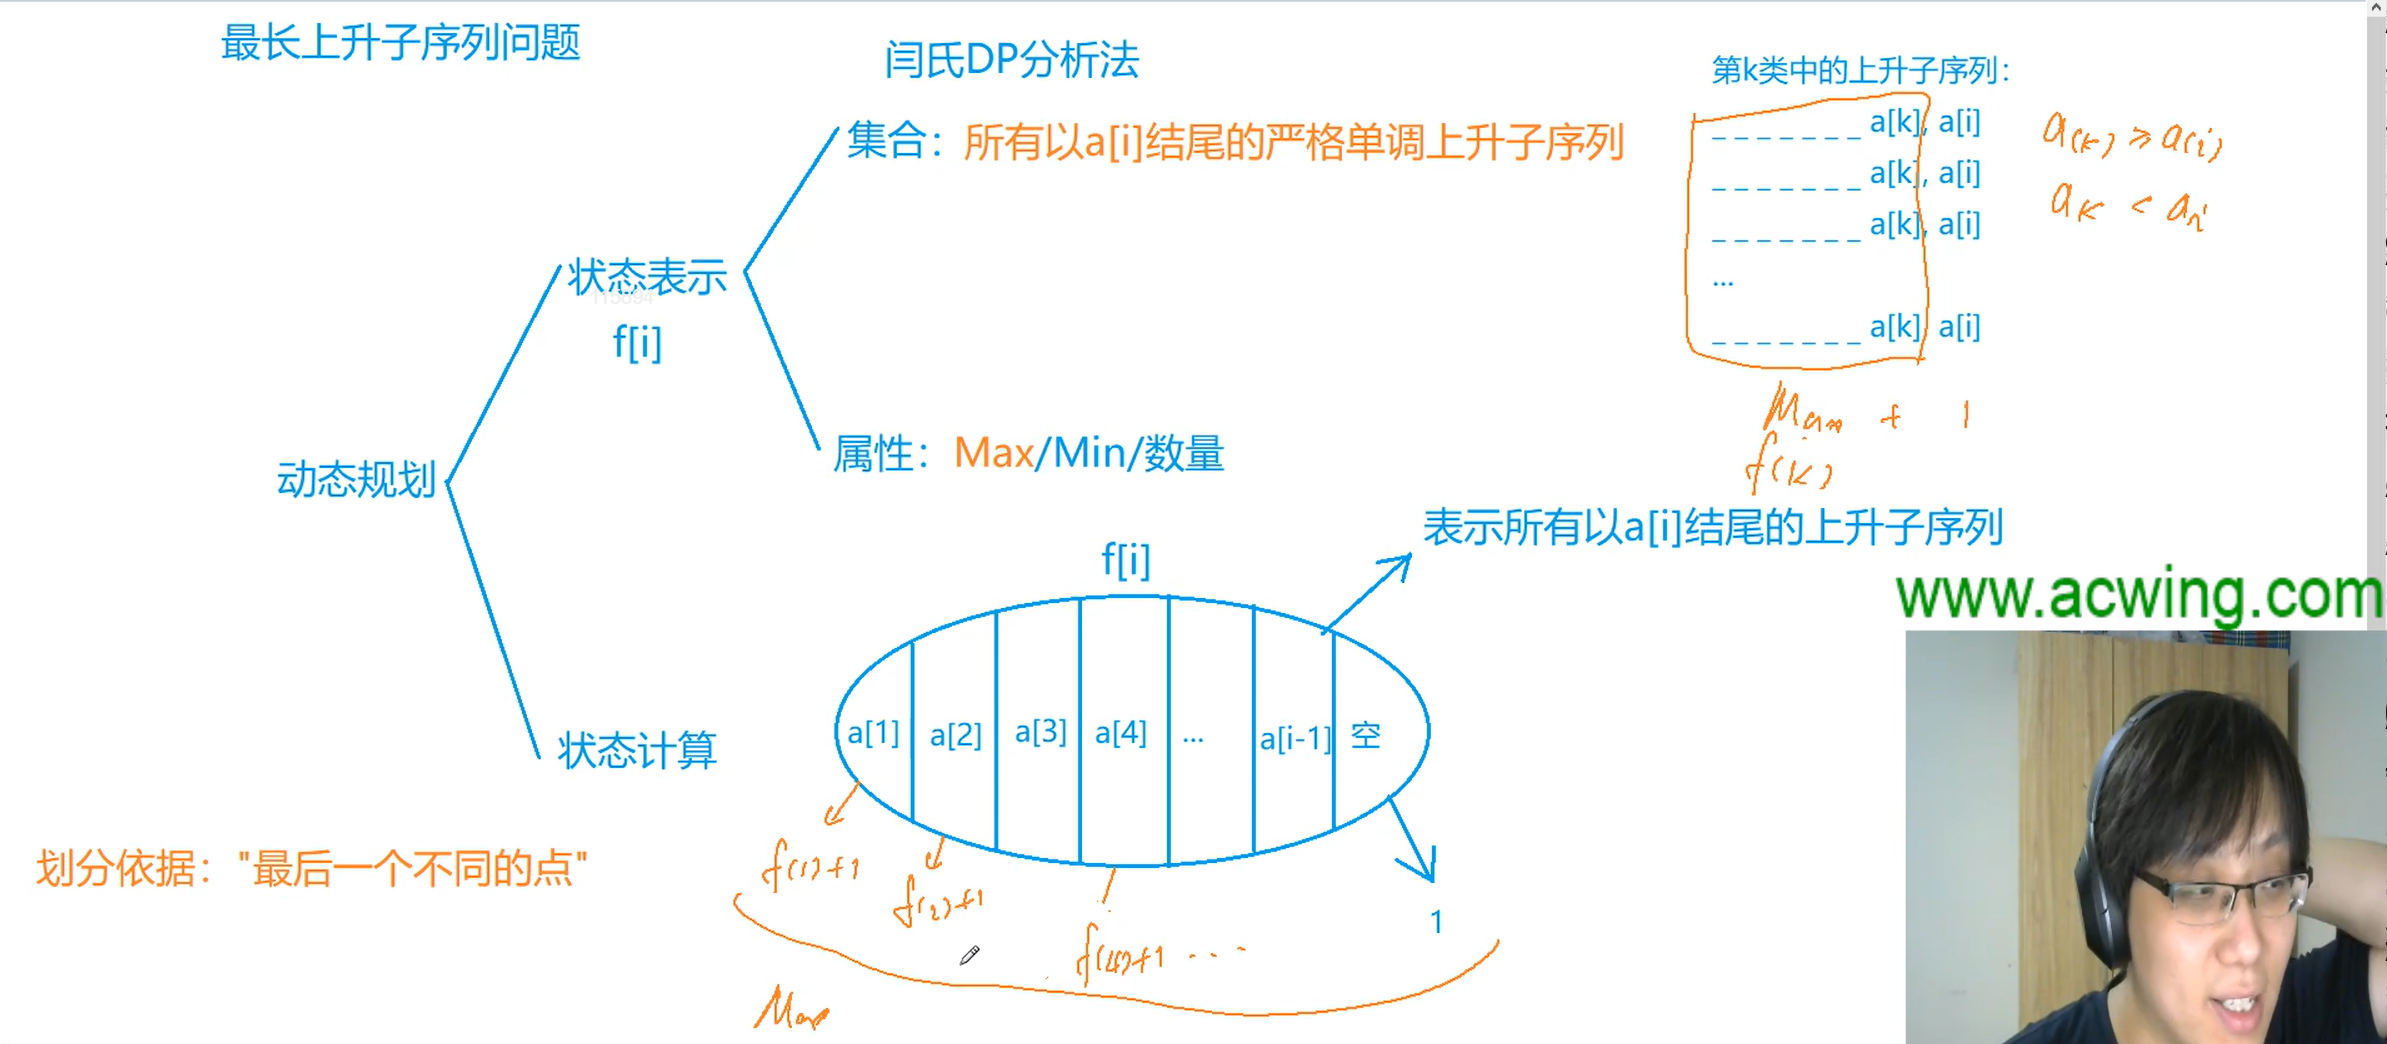 最长上升子序列问题
闫氏DP分析法
集合：所有以a[i]结尾的严格单调上升子序列
状态表示
115694
f[i]
属性：Max/Min/数量
动态规划
状态计算
划分依据："最后一个不同的点"
第k类中的上升子序列：
_ _ _ _ _ _ _ a[k], a[i]
_ _ _ _ _ _ _ a[k], a[i]
_ _ _ _ _ _ _ a[k], a[i]
...
_ _ _ _ _ _ _ a[k] a[i]
a(k) ≥ a(i)
ak < ai
Max + 1
f(k)
表示所有以a[i]结尾的上升子序列
f[i]
a[1] a[2] a[3] a[4] ... a[i-1] 空
f(1)+1
f(2)+1
f(4)+1 ...
1
Max
www.acwing.com